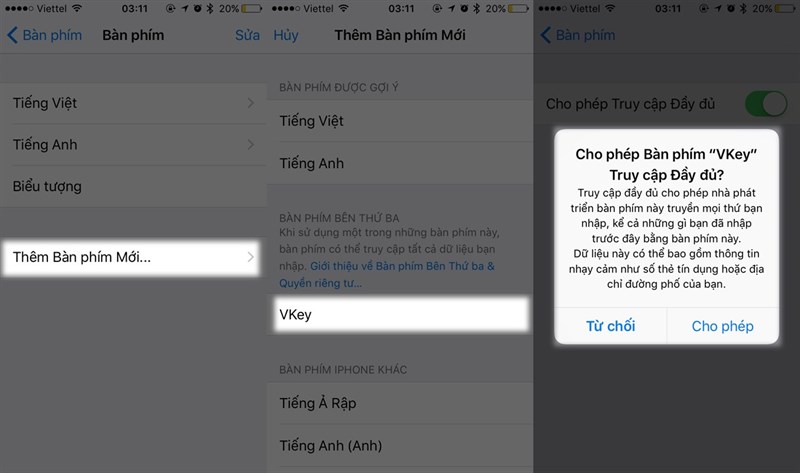 Viettel 03:11 20%
Bàn phím Bàn phím Sửa
Tiếng Việt
Tiếng Anh
Biểu tượng
Thêm Bàn phím Mới...
Viettel 03:11 20%
Hủy Thêm Bàn phím Mới
BÀN PHÍM ĐƯỢC GỢI Ý
Tiếng Việt
Tiếng Anh
BÀN PHÍM BÊN THỨ BA
Khi sử dụng một trong những bàn phím này,
bàn phím có thể truy cập tất cả dữ liệu bạn
nhập. Giới thiệu về Bàn phím Bên Thứ ba &
Quyền riêng tư...
VKey
BÀN PHÍM IPHONE KHÁC
Tiếng Ả Rập
Tiếng Anh (Anh)
Viettel 03:11 20%
Bàn phím
Cho phép Truy cập Đầy đủ
Cho phép Bàn phím “VKey”
Truy cập Đầy đủ?
Truy cập đầy đủ cho phép nhà phát
triển bàn phím này truyền mọi thứ bạn
nhập, kể cả những gì bạn đã nhập
trước đây bằng bàn phím này.
Dữ liệu này có thể bao gồm thông tin
nhạy cảm như số thẻ tín dụng hoặc địa
chỉ đường phố của bạn.
Từ chối Cho phép